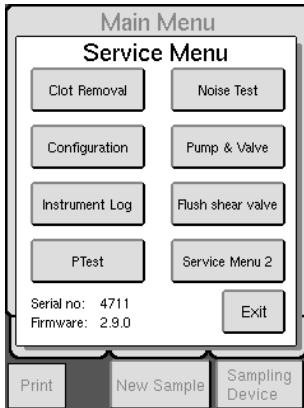 Main Menu
Service Menu
Clot Removal
Noise Test
Configuration
Pump & Valve
Instrument Log
Flush shear valve
PTest
Service Menu 2
Serial no: 4711
Firmware: 2.9.0
Exit
Print
New Sample
Sampling
Device